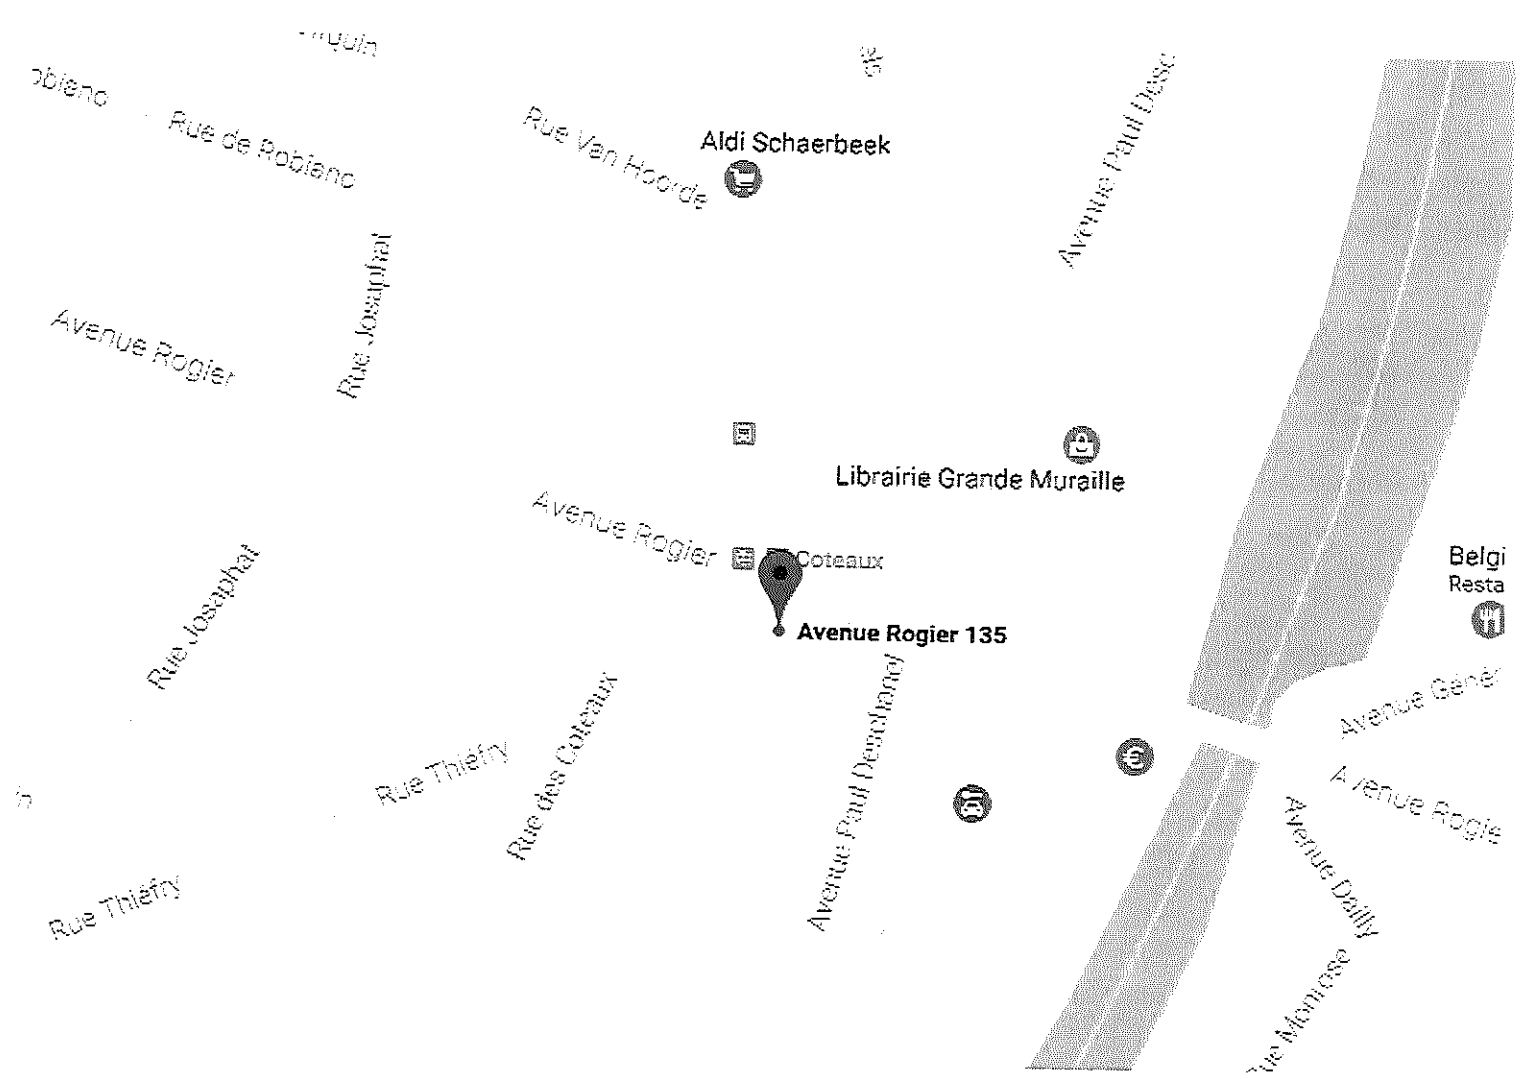 Rue de Robiano
Rue Van Hoorde
Aldi Schaerbeek
Avenue Paul Desc
Rue Josaphat
Avenue Rogier
Librairie Grande Muraille
Avenue Rogier
Coteaux
Avenue Rogier 135
Belgi
Resta
Rue Josaphat
Rue des Coteaux
Avenue Paul Deschanel
Avenue Génér
Rue Thiéfry
€
Avenue Rogie
Avenue Dailly
Rue Thiéfry